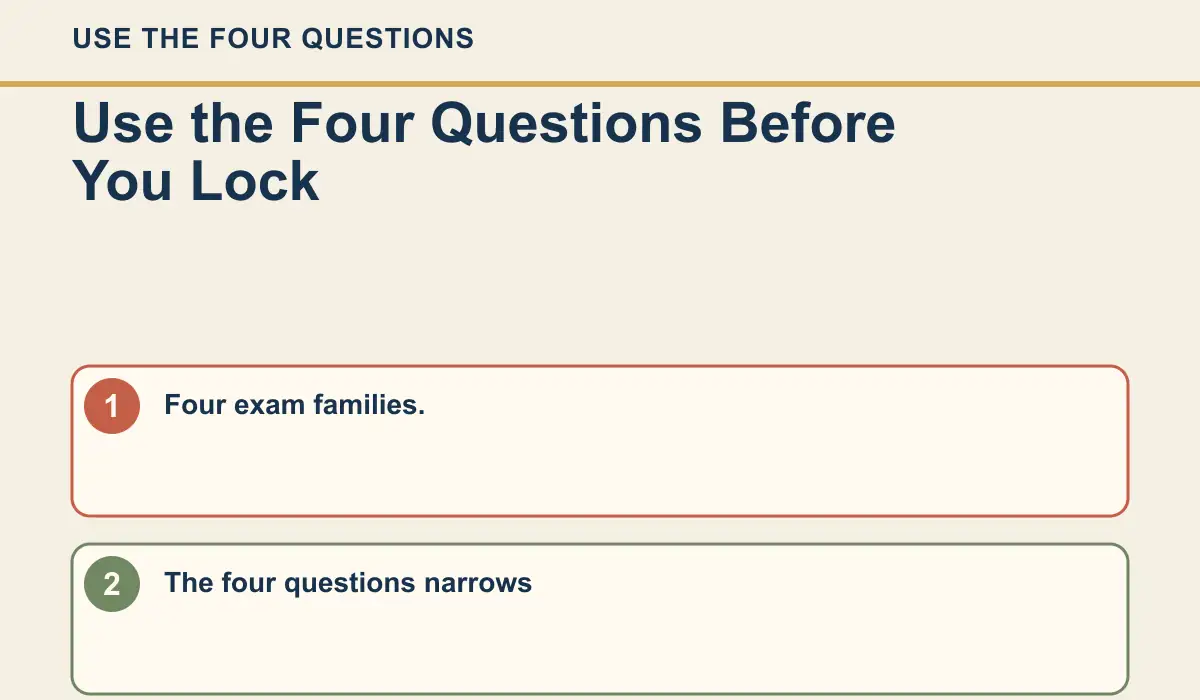 USE THE FOUR QUESTIONS
Use the Four Questions Before
You Lock
1 Four exam families.
2 The four questions narrows